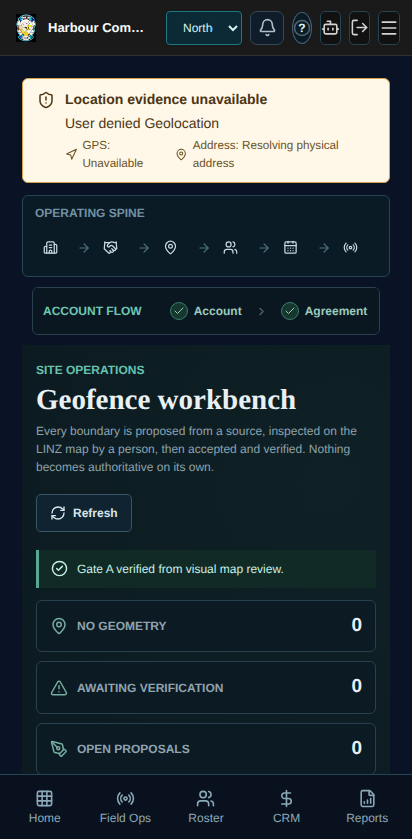 Harbour Com...
North
?
Location evidence unavailable
User denied Geolocation
GPS: Unavailable
Address: Resolving physical address
OPERATING SPINE
ACCOUNT FLOW
Account
Agreement
SITE OPERATIONS
Geofence workbench
Every boundary is proposed from a source, inspected on the
LINZ map by a person, then accepted and verified. Nothing
becomes authoritative on its own.
Refresh
Gate A verified from visual map review.
NO GEOMETRY 0
AWAITING VERIFICATION 0
OPEN PROPOSALS 0
Home
Field Ops
Roster
CRM
Reports